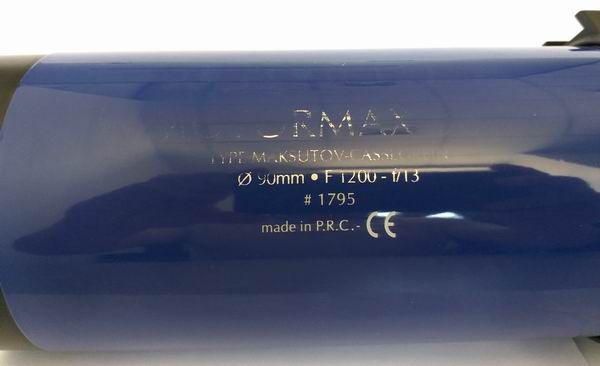 TYPE MAKSUTOV-CASSEGRAIN
Ø 90mm • F 1200 - f/13
# 1795
made in P.R.C.- CE